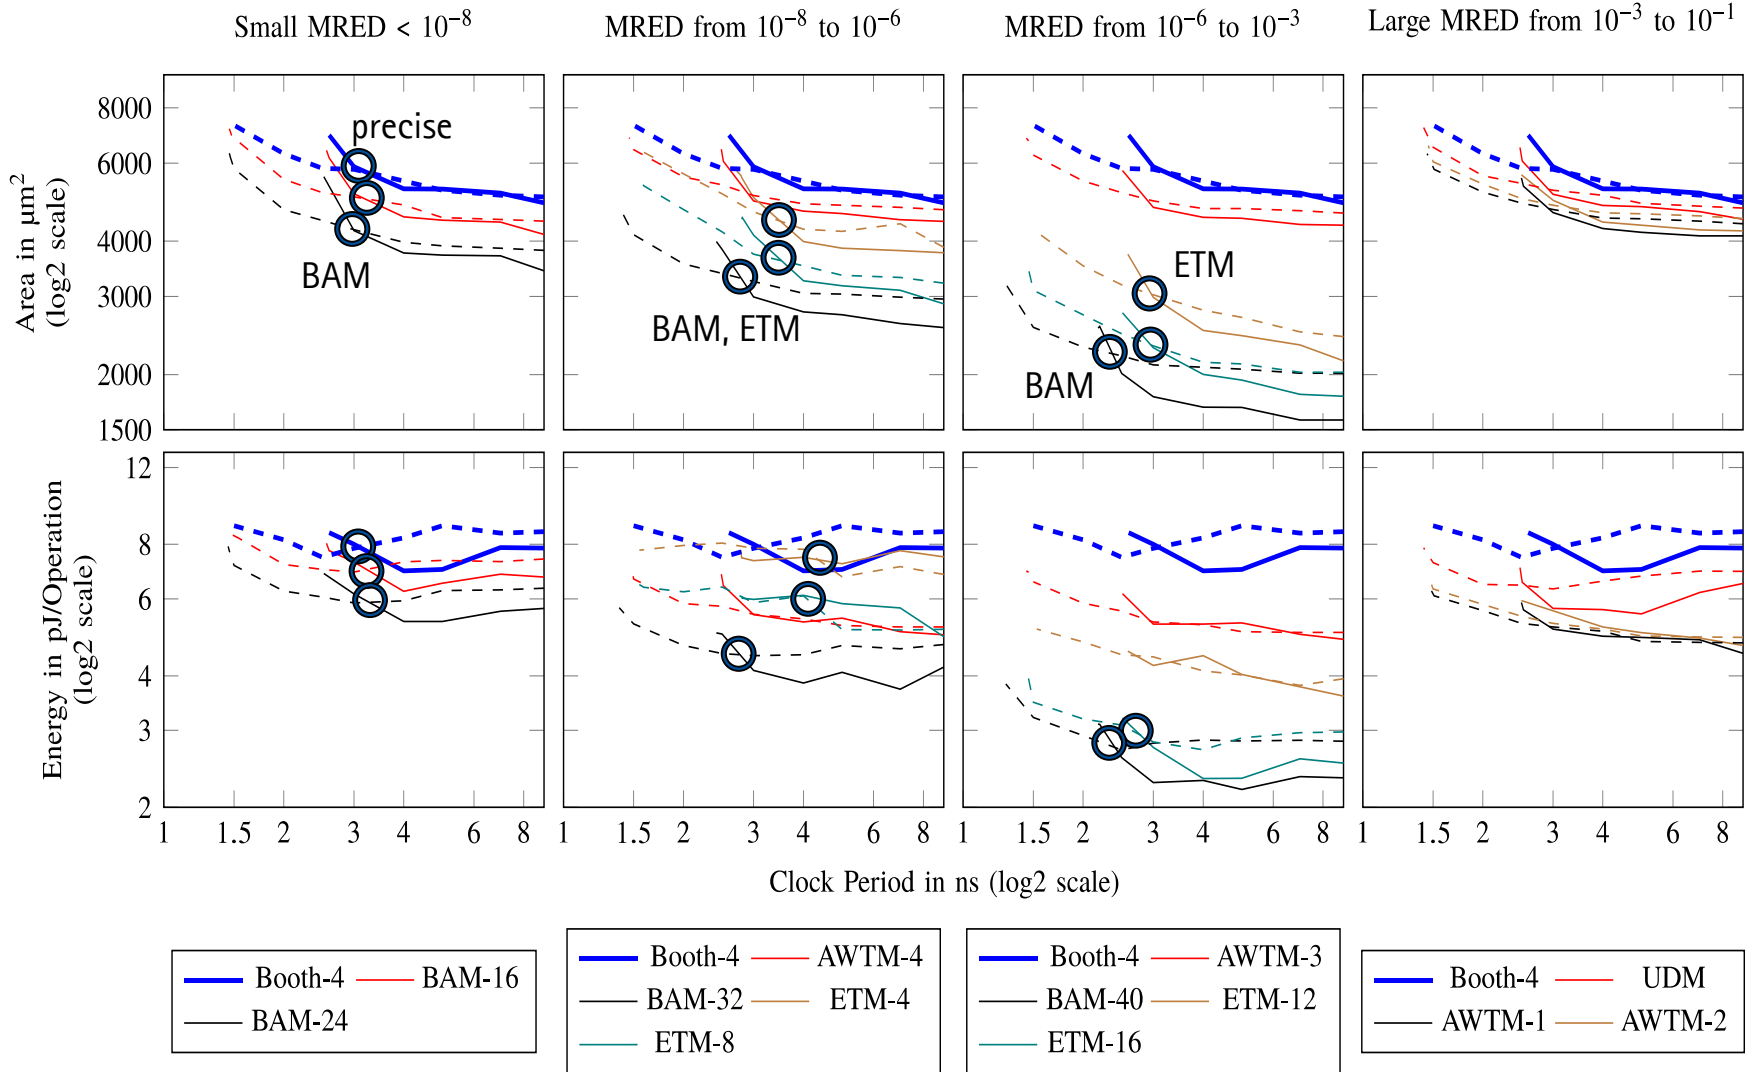 Small MRED < 10⁻⁸
MRED from 10⁻⁸ to 10⁻⁶
MRED from 10⁻⁶ to 10⁻³
Large MRED from 10⁻³ to 10⁻¹
Area in µm²
(log2 scale)
8000
6000
4000
3000
2000
1500
precise
BAM
BAM, ETM
ETM
BAM
Energy in pJ/Operation
(log2 scale)
12
8
6
4
3
2
1 1.5 2 3 4 6 8
1 1.5 2 3 4 6 8
1 1.5 2 3 4 6 8
1 1.5 2 3 4 6 8
Clock Period in ns (log2 scale)
Booth-4 BAM-16
BAM-24
Booth-4 AWTM-4
BAM-32 ETM-4
ETM-8
Booth-4 AWTM-3
BAM-40 ETM-12
ETM-16
Booth-4 UDM
AWTM-1 AWTM-2